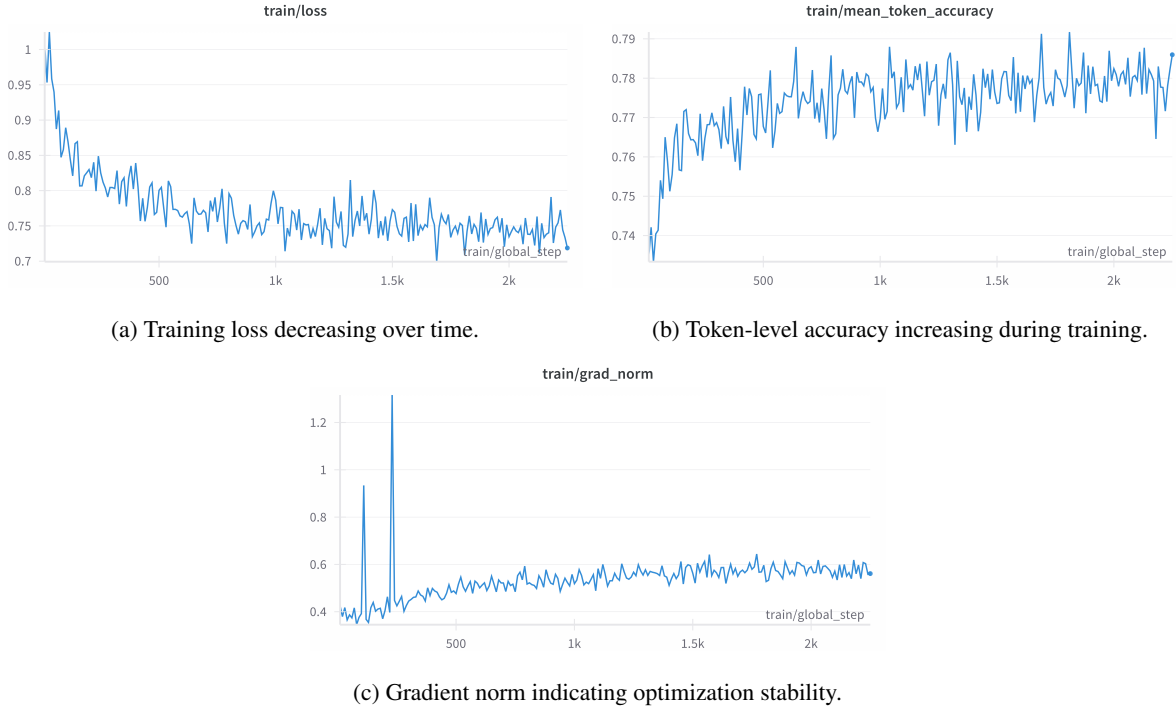 train/loss
1
0.95
0.9
0.85
0.8
0.75
0.7
train/global_step
500
1k
1.5k
2k
(a) Training loss decreasing over time.
train/mean_token_accuracy
0.79
0.78
0.77
0.76
0.75
0.74
train/global_step
500
1k
1.5k
2k
(b) Token-level accuracy increasing during training.
train/grad_norm
1.2
1
0.8
0.6
0.4
train/global_step
500
1k
1.5k
2k
(c) Gradient norm indicating optimization stability.